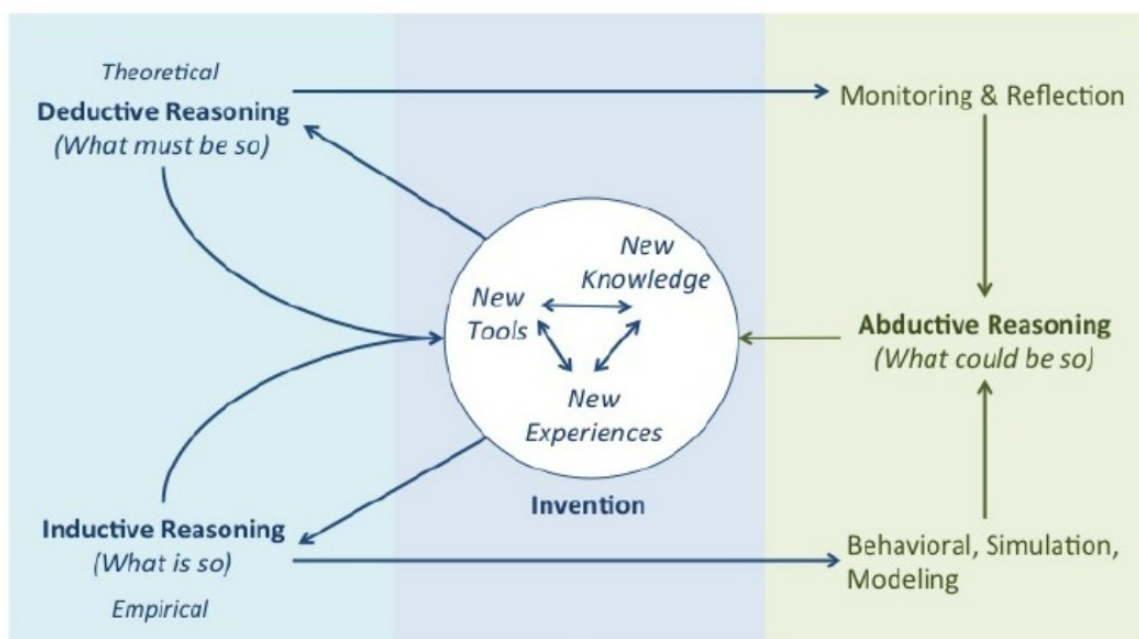 Theoretical
Deductive Reasoning
(What must be so)
Monitoring & Reflection
New
Knowledge
New
Tools
New
Experiences
Invention
Abductive Reasoning
(What could be so)
Inductive Reasoning
(What is so)
Empirical
Behavioral, Simulation,
Modeling